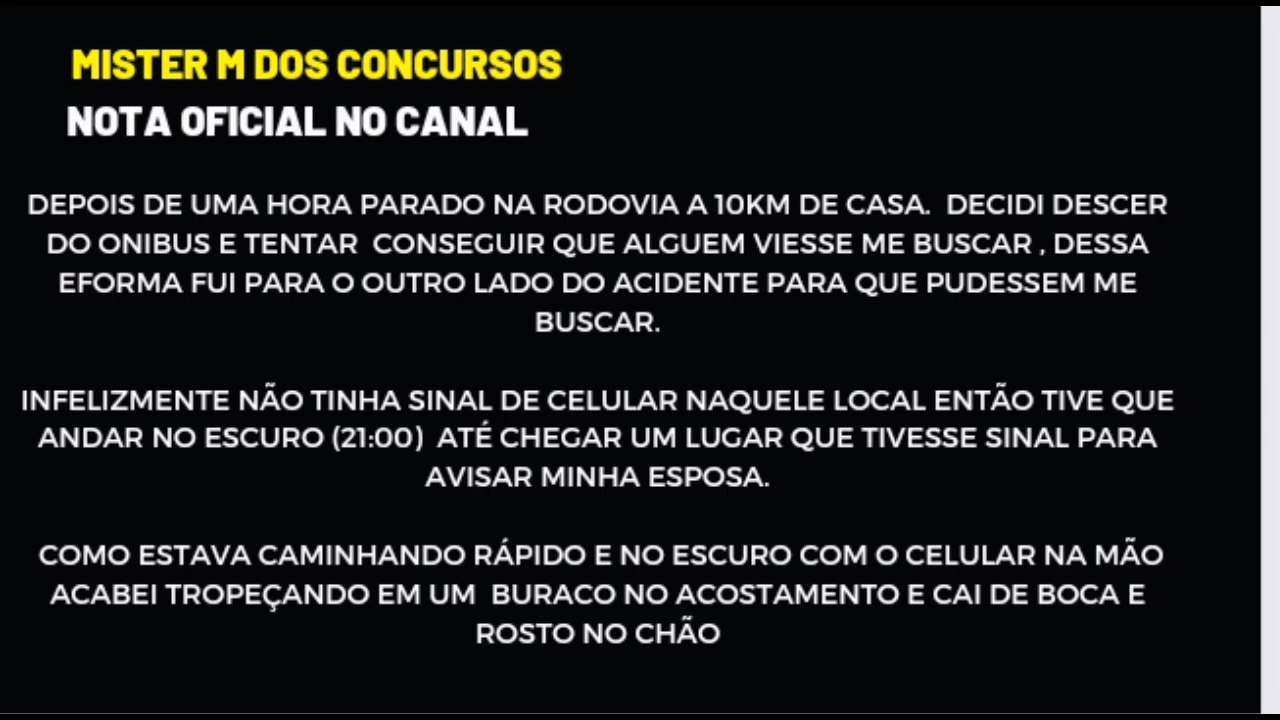 MISTER M DOS CONCURSOS
NOTA OFICIAL NO CANAL
DEPOIS DE UMA HORA PARADO NA RODOVIA A 10KM DE CASA. DECIDI DESCER
DO ONIBUS E TENTAR CONSEGUIR QUE ALGUEM VIESSE ME BUSCAR , DESSA
EFORMA FUI PARA O OUTRO LADO DO ACIDENTE PARA QUE PUDESSEM ME
BUSCAR.
INFELIZMENTE NÃO TINHA SINAL DE CELULAR NAQUELE LOCAL ENTÃO TIVE QUE
ANDAR NO ESCURO (21:00) ATÉ CHEGAR UM LUGAR QUE TIVESSE SINAL PARA
AVISAR MINHA ESPOSA.
COMO ESTAVA CAMINHANDO RÁPIDO E NO ESCURO COM O CELULAR NA MÃO
ACABEI TROPEÇANDO EM UM BURACO NO ACOSTAMENTO E CAI DE BOCA E
ROSTO NO CHÃO